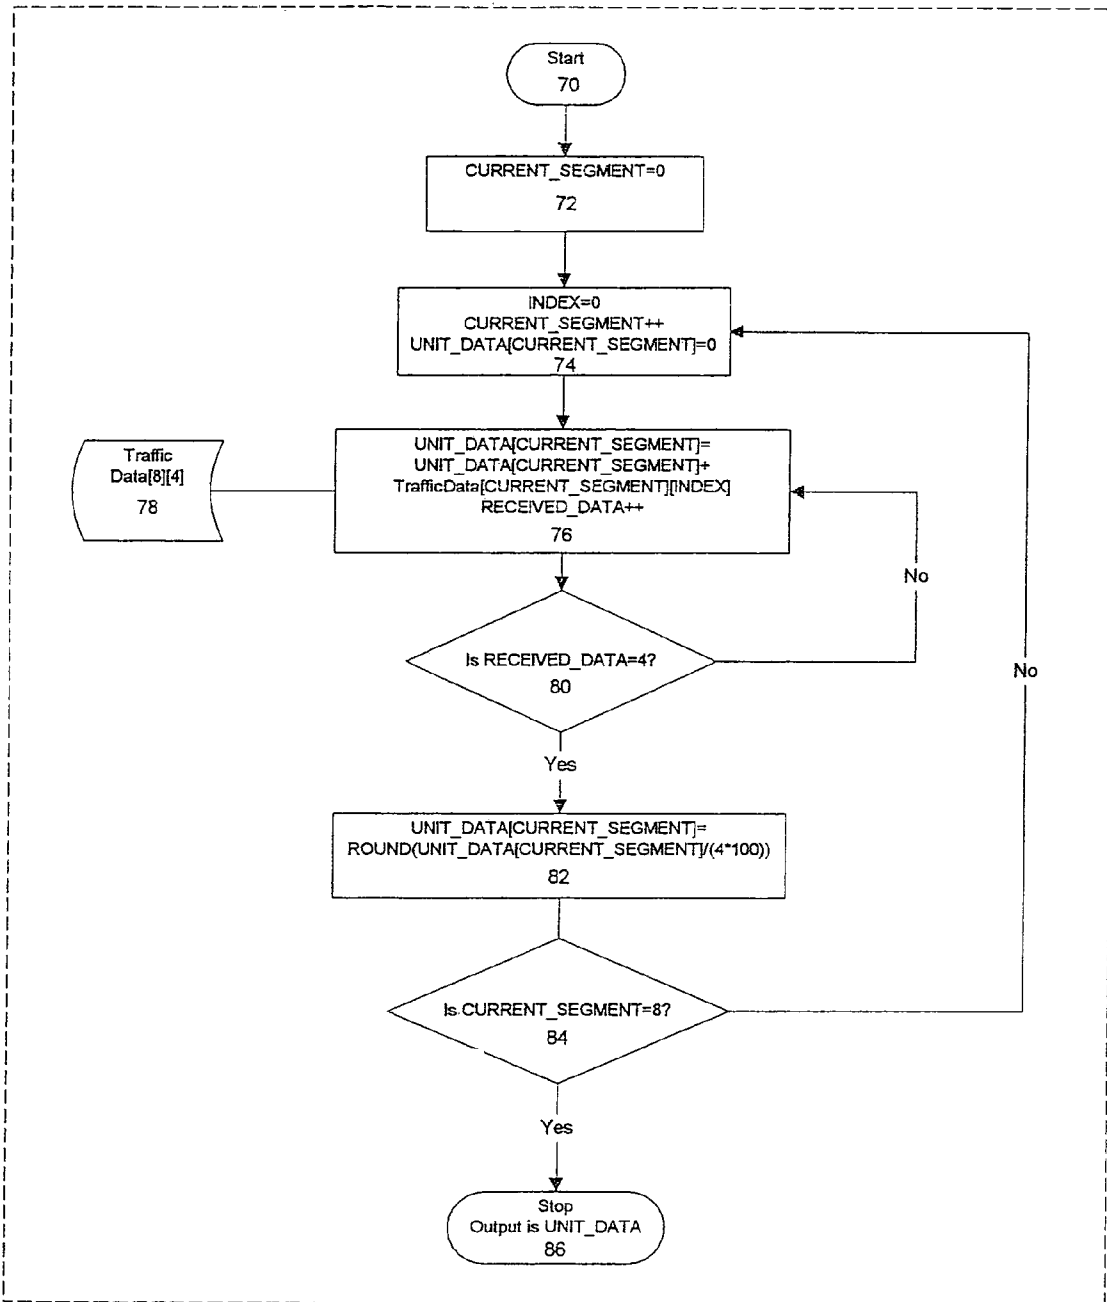 Start
70
CURRENT_SEGMENT=0
72
INDEX=0
CURRENT_SEGMENT++
UNIT_DATA[CURRENT_SEGMENT]=0
74
Traffic
Data[8][4]
78
UNIT_DATA[CURRENT_SEGMENT]=
UNIT_DATA[CURRENT_SEGMENT]+
TrafficData[CURRENT_SEGMENT][INDEX]
RECEIVED_DATA++
76
No
Is RECEIVED_DATA=4?
80
No
Yes
UNIT_DATA[CURRENT_SEGMENT]=
ROUND(UNIT_DATA[CURRENT_SEGMENT]/(4*100))
82
Is CURRENT_SEGMENT=8?
84
Yes
Stop
Output is UNIT_DATA
86